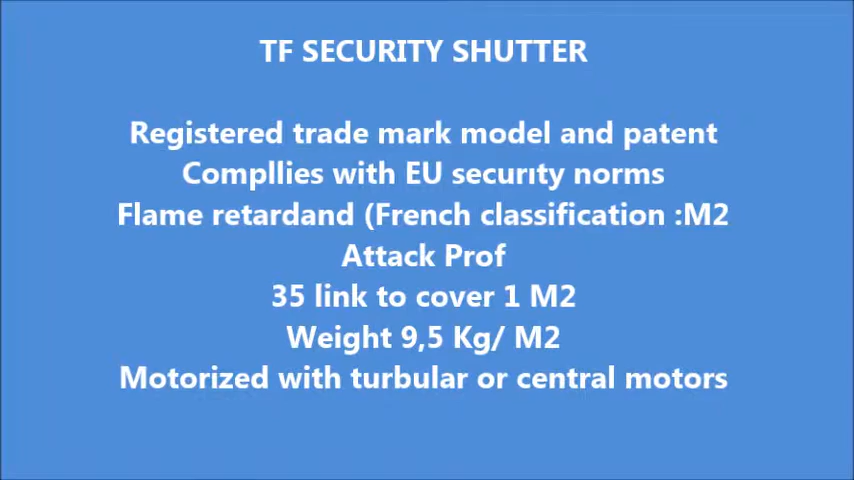 TF SECURITY SHUTTER
Registered trade mark model and patent
Compllies with EU securıty norms
Flame retardand (French classification :M2
Attack Prof
35 link to cover 1 M2
Weight 9,5 Kg/ M2
Motorized with turbular or central motors